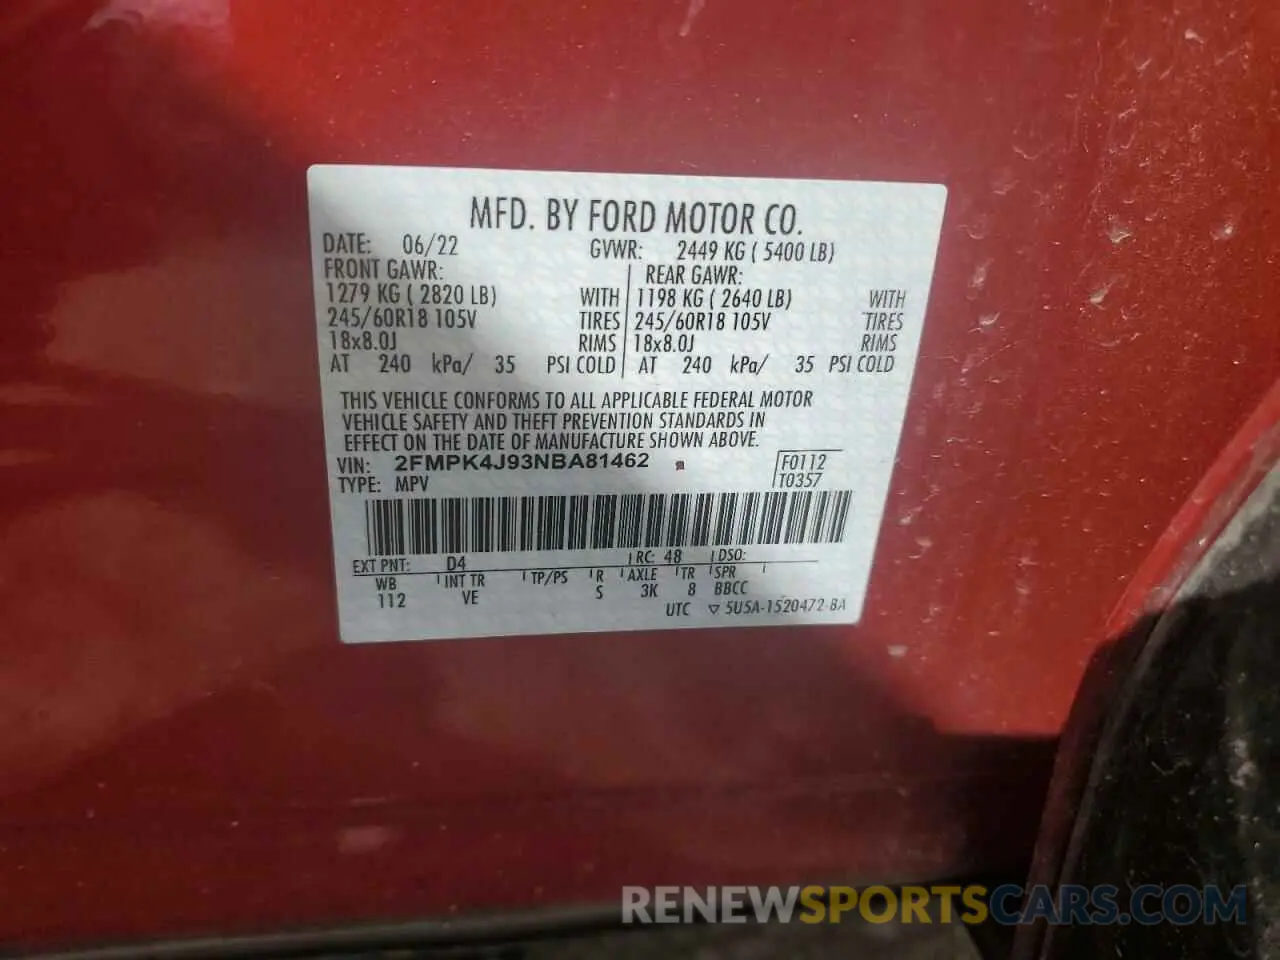 MFD. BY FORD MOTOR CO.
DATE: 06/22 GVWR: 2449 KG ( 5400 LB)
FRONT GAWR: REAR GAWR:
1279 KG ( 2820 LB) WITH 1198 KG ( 2640 LB) WITH
245/60R18 105V TIRES 245/60R18 105V TIRES
18x8.0J RIMS 18x8.0J RIMS
AT 240 kPa/ 35 PSI COLD AT 240 kPa/ 35 PSI COLD
THIS VEHICLE CONFORMS TO ALL APPLICABLE FEDERAL MOTOR
VEHICLE SAFETY AND THEFT PREVENTION STANDARDS IN
EFFECT ON THE DATE OF MANUFACTURE SHOWN ABOVE.
VIN: 2FMPK4J93NBA81462 F0112
TYPE: MPV T0357
EXT PNT: D4 RC: 48 DSO:
WB INT TR TP/PS R AXLE TR SPR
112 VE S 3K 8 BBCC
UTC ▽ 5U5A-1520472-BA
RENEWSPORTSCARS.COM